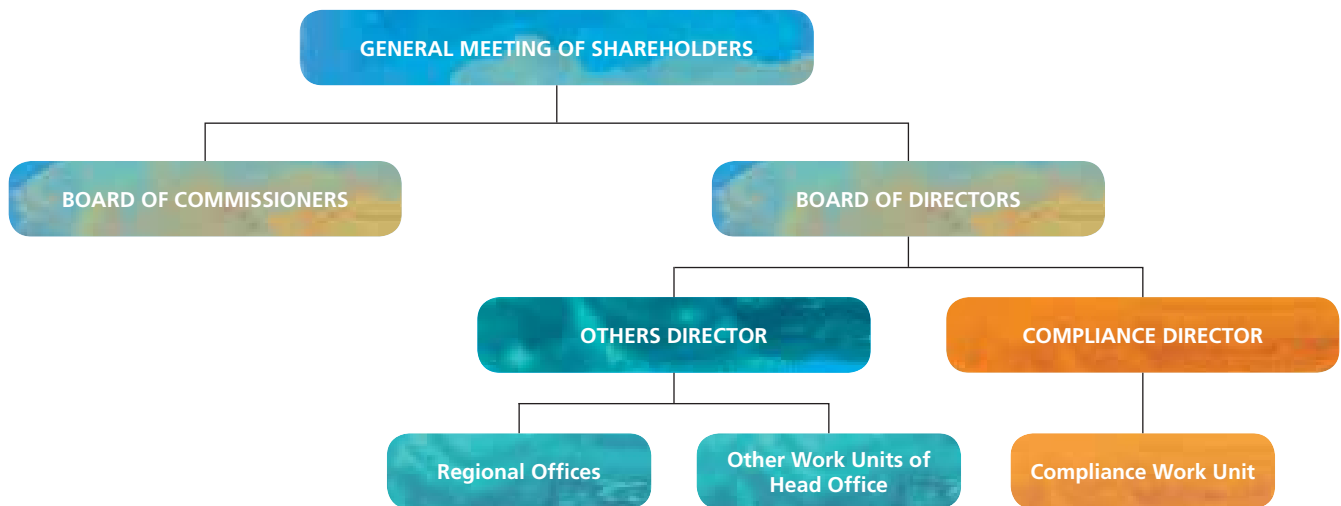 GENERAL MEETING OF SHAREHOLDERS
BOARD OF COMMISSIONERS
BOARD OF DIRECTORS
OTHERS DIRECTOR
COMPLIANCE DIRECTOR
Regional Offices
Other Work Units of
Head Office
Compliance Work Unit